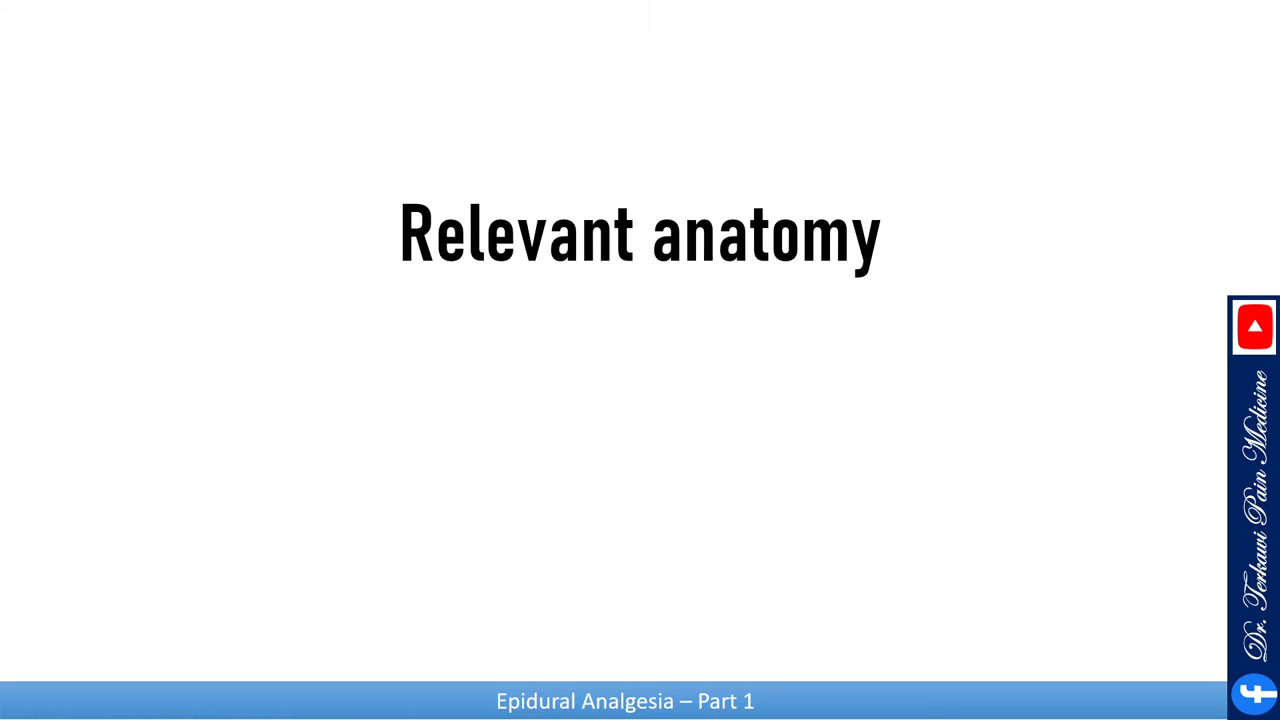 Relevant anatomy
Dr. Terkawi Pain Medicine
Epidural Analgesia – Part 1